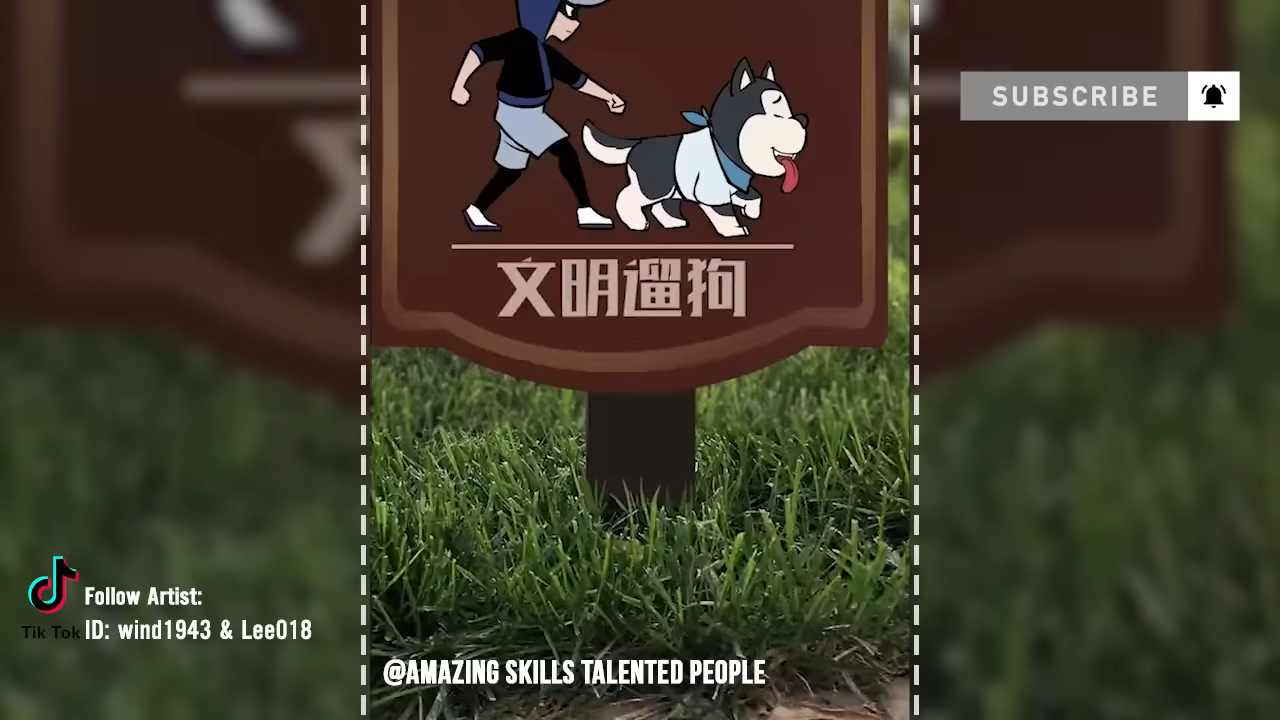 SUBSCRIBE
文明遛狗
Follow Artist:
Tik Tok
ID: wind1943 & Lee018
@AMAZING SKILLS TALENTED PEOPLE